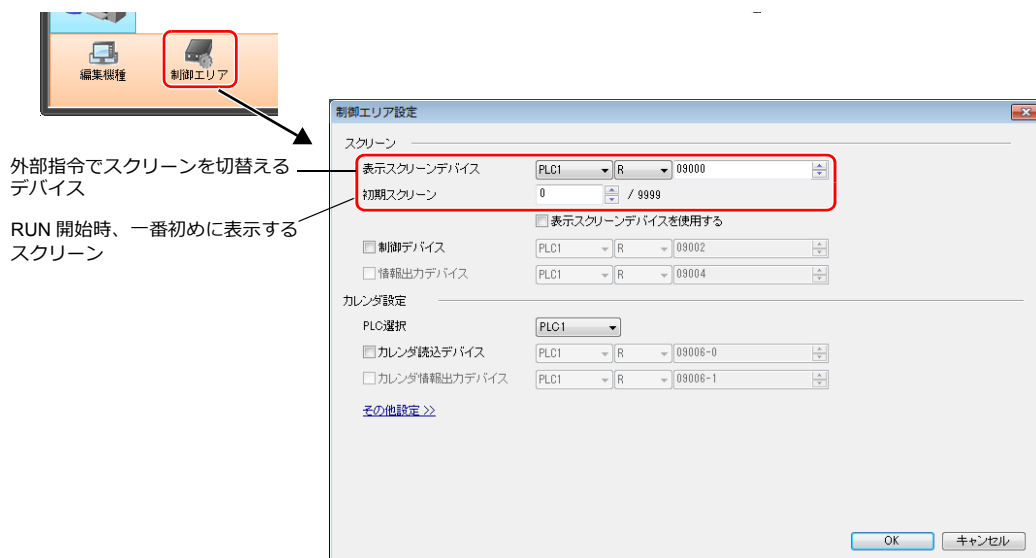 編集機種
制御エリア
制御エリア設定
外部指令でスクリーンを切替える
デバイス
RUN 開始時、一番初めに表示する
スクリーン
スクリーン
表示スクリーンデバイス PLC1 R 09000
初期スクリーン 0 / 9999
表示スクリーンデバイスを使用する
制御デバイス PLC1 R 09002
情報出力デバイス PLC1 R 09004
カレンダ設定
PLC選択 PLC1
カレンダ読込デバイス PLC1 R 09006-0
カレンダ情報出力デバイス PLC1 R 09006-1
その他設定 >>
OK キャンセル